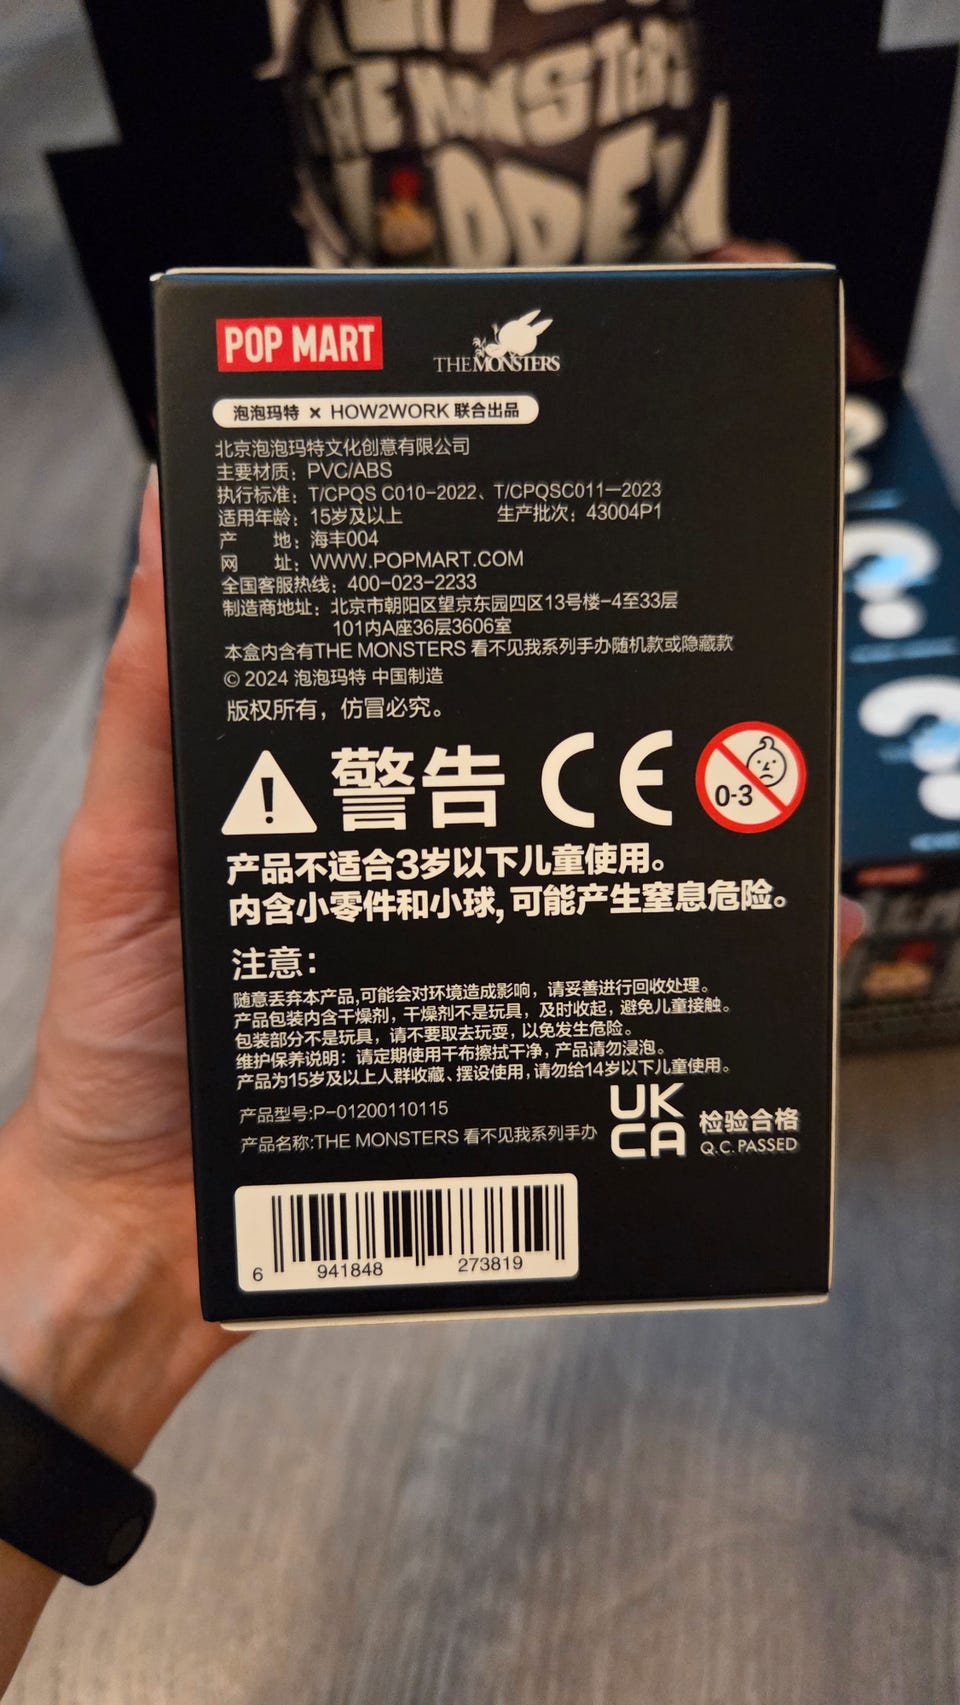 THE MONSTERS
POP MART
THE MONSTERS
泡泡玛特 × HOW2WORK 联合出品
北京泡泡玛特文化创意有限公司
主要材质：PVC/ABS
执行标准：T/CPQS C010-2022、T/CPQSC011—2023
适用年龄：15岁及以上 生产批次：43004P1
产 地：海丰004
网 址：WWW.POPMART.COM
全国客服热线：400-023-2233
制造商地址：北京市朝阳区望京东园四区13号楼-4至33层
101内A座36层3606室
本盒内含有THE MONSTERS 看不见我系列手办随机款或隐藏款
© 2024 泡泡玛特 中国制造
版权所有，仿冒必究。
警告 CE 0-3
产品不适合3岁以下儿童使用。
内含小零件和小球，可能产生窒息危险。
注意：
随意丢弃本产品,可能会对环境造成影响，请妥善进行回收处理。
产品包装内含干燥剂，干燥剂不是玩具，及时收起，避免儿童接触。
包装部分不是玩具，请不要取去玩耍，以免发生危险。
维护保养说明：请定期使用干布擦拭干净，产品请勿浸泡。
产品为15岁及以上人群收藏、摆设使用，请勿给14岁以下儿童使用。
产品型号:P-01200110115
产品名称:THE MONSTERS 看不见我系列手办
UK
CA
检验合格
Q.C. PASSED
6 941848 273819